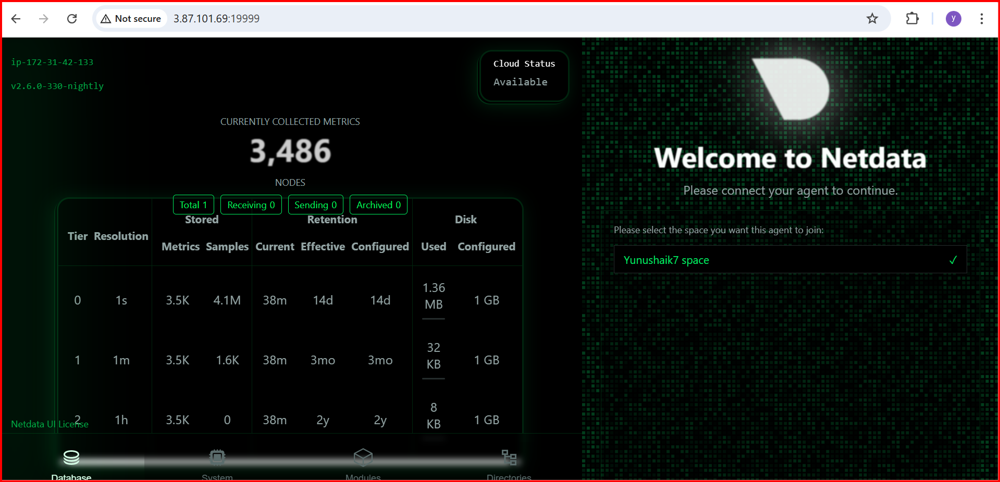 Not secure
3.87.101.69:19999
y
ip-172-31-42-133
v2.6.0-330-nightly
Cloud Status
Available
CURRENTLY COLLECTED METRICS
3,486
NODES
Total 1 Receiving 0 Sending 0 Archived 0
Stored Retention Disk
Tier Resolution
Metrics Samples Current Effective Configured Used Configured
0 1s 3.5K 4.1M 38m 14d 14d 1.36 MB 1 GB
1 1m 3.5K 1.6K 38m 3mo 3mo 32 KB 1 GB
2 1h 3.5K 0 38m 2y 2y 8 KB 1 GB
Netdata UI License
Database System Modules Directories
Welcome to Netdata
Please connect your agent to continue.
Please select the space you want this agent to join:
Yunushaik7 space